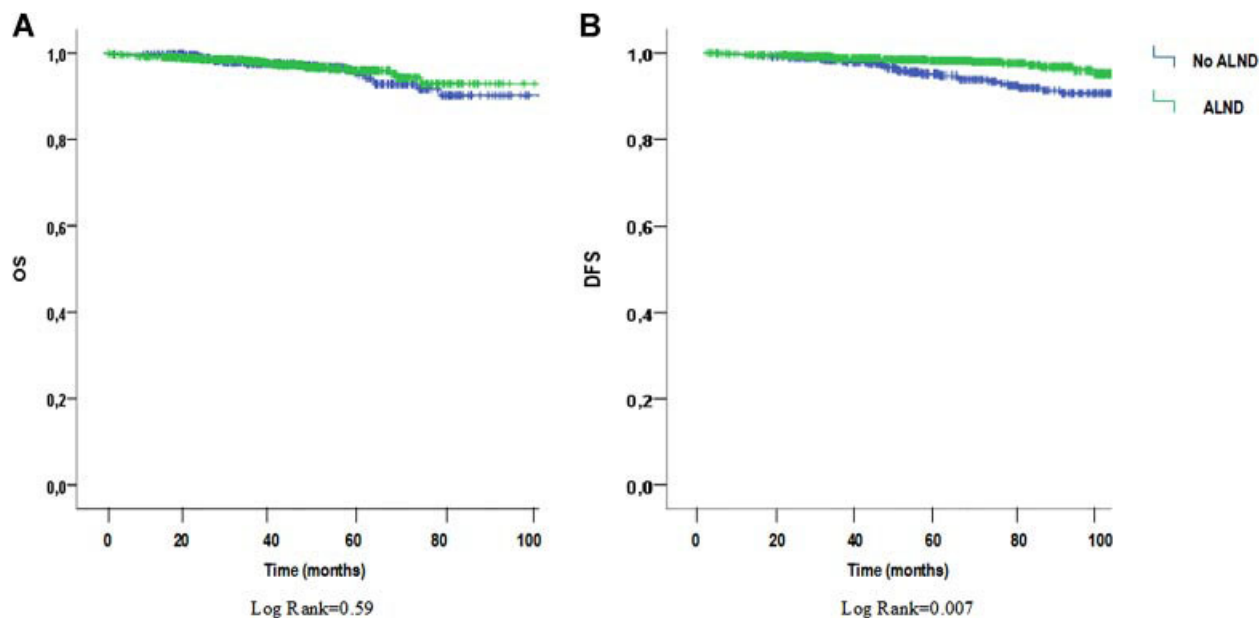 A
1,0
0,8
0,6
0,4
0,2
0,0
OS
0 20 40 60 80 100
Time (months)
Log Rank=0.59
B
1,0
0,8
0,6
0,4
0,2
0,0
DFS
0 20 40 60 80 100
Time (months)
Log Rank=0.007
No ALND
ALND